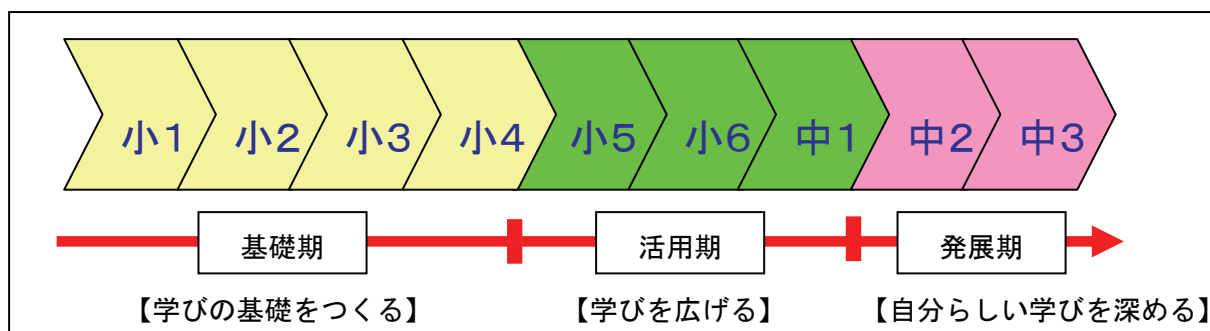 小1 小2 小3 小4 小5 小6 中1 中2 中3
基礎期 活用期 発展期
【学びの基礎をつくる】 【学びを広げる】 【自分らしい学びを深める】